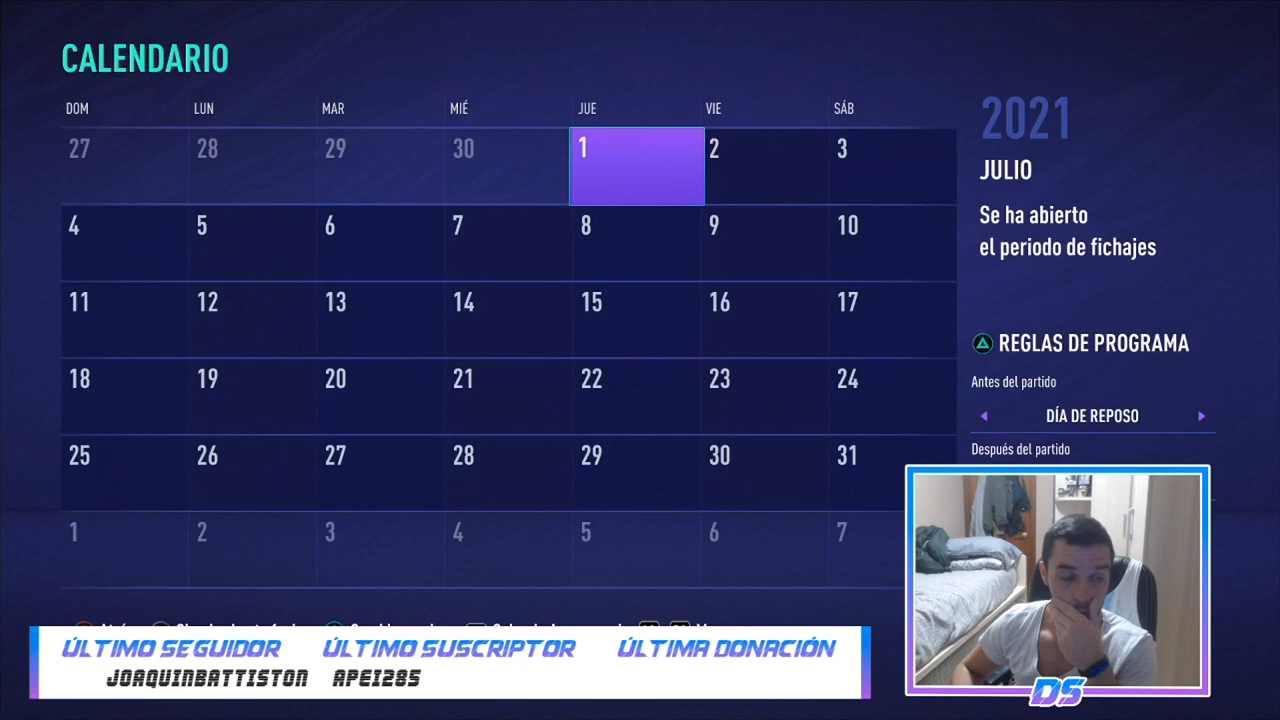 CALENDARIO
DOM LUN MAR MIÉ JUE VIE SÁB
27 28 29 30 1 2 3
4 5 6 7 8 9 10
11 12 13 14 15 16 17
18 19 20 21 22 23 24
25 26 27 28 29 30 31
1 2 3 4 5 6 7
2021
JULIO
Se ha abierto
el periodo de fichajes
REGLAS DE PROGRAMA
Antes del partido
DÍA DE REPOSO
Después del partido
ÚLTIMO SEGUIDOR ÚLTIMO SUSCRIPTOR ÚLTIMA DONACIÓN
JOAQUINBATTISTON APEI285
DS